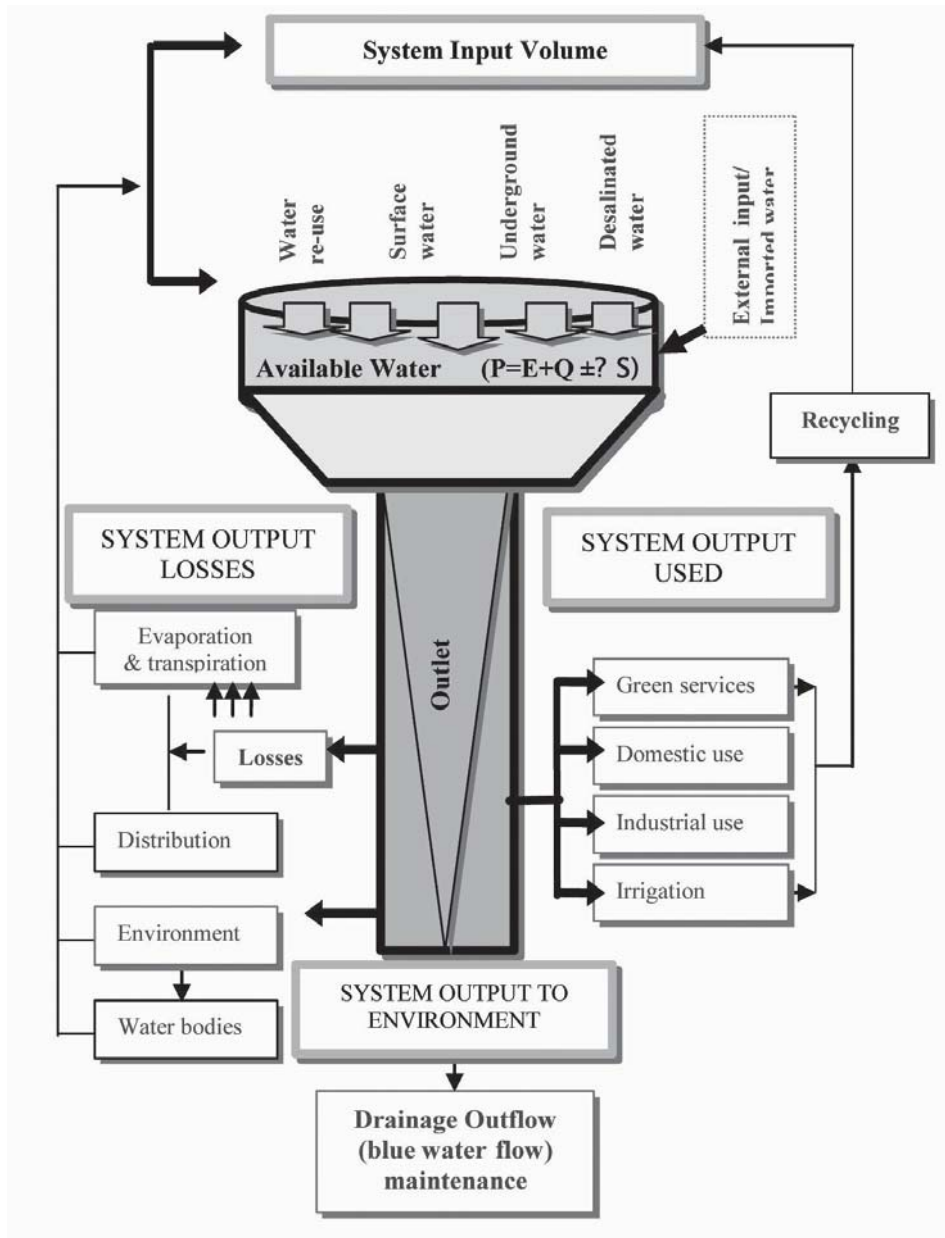 System Input Volume
Water
re-use
Surface
water
Underground
water
Desalinated
water
External input/
Imported water
Available Water (P=E+Q ±? S)
Recycling
SYSTEM OUTPUT
LOSSES
SYSTEM OUTPUT
USED
Evaporation
& transpiration
Outlet
Losses
Distribution
Environment
Water bodies
Green services
Domestic use
Industrial use
Irrigation
SYSTEM OUTPUT TO
ENVIRONMENT
Drainage Outflow
(blue water flow)
maintenance